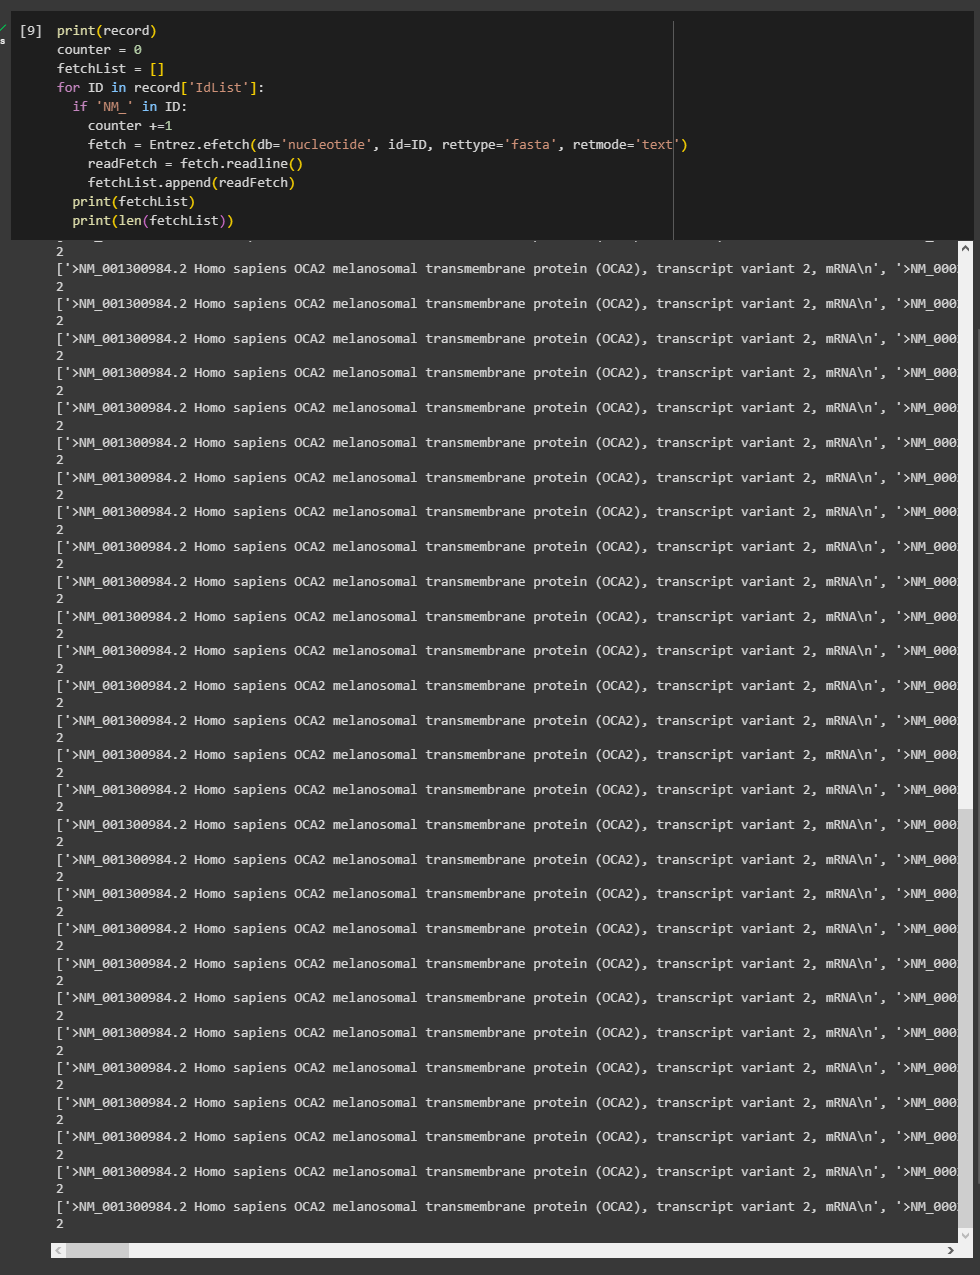 [9] print(record)
s
counter = 0
fetchList = []
for ID in record['IdList']:
if 'NM_' in ID:
counter +=1
fetch = Entrez.efetch(db='nucleotide', id=ID, rettype='fasta', retmode='text')
readFetch = fetch.readline()
fetchList.append(readFetch)
print(fetchList)
print(len(fetchList))
2
['>NM_001300984.2 Homo sapiens OCA2 melanosomal transmembrane protein (OCA2), transcript variant 2, mRNA\n', '>NM_000
2
['>NM_001300984.2 Homo sapiens OCA2 melanosomal transmembrane protein (OCA2), transcript variant 2, mRNA\n', '>NM_000
2
['>NM_001300984.2 Homo sapiens OCA2 melanosomal transmembrane protein (OCA2), transcript variant 2, mRNA\n', '>NM_000
2
['>NM_001300984.2 Homo sapiens OCA2 melanosomal transmembrane protein (OCA2), transcript variant 2, mRNA\n', '>NM_000
2
['>NM_001300984.2 Homo sapiens OCA2 melanosomal transmembrane protein (OCA2), transcript variant 2, mRNA\n', '>NM_000
2
['>NM_001300984.2 Homo sapiens OCA2 melanosomal transmembrane protein (OCA2), transcript variant 2, mRNA\n', '>NM_000
2
['>NM_001300984.2 Homo sapiens OCA2 melanosomal transmembrane protein (OCA2), transcript variant 2, mRNA\n', '>NM_000
2
['>NM_001300984.2 Homo sapiens OCA2 melanosomal transmembrane protein (OCA2), transcript variant 2, mRNA\n', '>NM_000
2
['>NM_001300984.2 Homo sapiens OCA2 melanosomal transmembrane protein (OCA2), transcript variant 2, mRNA\n', '>NM_000
2
['>NM_001300984.2 Homo sapiens OCA2 melanosomal transmembrane protein (OCA2), transcript variant 2, mRNA\n', '>NM_000
2
['>NM_001300984.2 Homo sapiens OCA2 melanosomal transmembrane protein (OCA2), transcript variant 2, mRNA\n', '>NM_000
2
['>NM_001300984.2 Homo sapiens OCA2 melanosomal transmembrane protein (OCA2), transcript variant 2, mRNA\n', '>NM_000
2
['>NM_001300984.2 Homo sapiens OCA2 melanosomal transmembrane protein (OCA2), transcript variant 2, mRNA\n', '>NM_000
2
['>NM_001300984.2 Homo sapiens OCA2 melanosomal transmembrane protein (OCA2), transcript variant 2, mRNA\n', '>NM_000
2
['>NM_001300984.2 Homo sapiens OCA2 melanosomal transmembrane protein (OCA2), transcript variant 2, mRNA\n', '>NM_000
2
['>NM_001300984.2 Homo sapiens OCA2 melanosomal transmembrane protein (OCA2), transcript variant 2, mRNA\n', '>NM_000
2
['>NM_001300984.2 Homo sapiens OCA2 melanosomal transmembrane protein (OCA2), transcript variant 2, mRNA\n', '>NM_000
2
['>NM_001300984.2 Homo sapiens OCA2 melanosomal transmembrane protein (OCA2), transcript variant 2, mRNA\n', '>NM_000
2
['>NM_001300984.2 Homo sapiens OCA2 melanosomal transmembrane protein (OCA2), transcript variant 2, mRNA\n', '>NM_000
2
['>NM_001300984.2 Homo sapiens OCA2 melanosomal transmembrane protein (OCA2), transcript variant 2, mRNA\n', '>NM_000
2
['>NM_001300984.2 Homo sapiens OCA2 melanosomal transmembrane protein (OCA2), transcript variant 2, mRNA\n', '>NM_000
2
['>NM_001300984.2 Homo sapiens OCA2 melanosomal transmembrane protein (OCA2), transcript variant 2, mRNA\n', '>NM_000
2
['>NM_001300984.2 Homo sapiens OCA2 melanosomal transmembrane protein (OCA2), transcript variant 2, mRNA\n', '>NM_000
2
['>NM_001300984.2 Homo sapiens OCA2 melanosomal transmembrane protein (OCA2), transcript variant 2, mRNA\n', '>NM_000
2
['>NM_001300984.2 Homo sapiens OCA2 melanosomal transmembrane protein (OCA2), transcript variant 2, mRNA\n', '>NM_000
2
['>NM_001300984.2 Homo sapiens OCA2 melanosomal transmembrane protein (OCA2), transcript variant 2, mRNA\n', '>NM_000
2
['>NM_001300984.2 Homo sapiens OCA2 melanosomal transmembrane protein (OCA2), transcript variant 2, mRNA\n', '>NM_000
2
['>NM_001300984.2 Homo sapiens OCA2 melanosomal transmembrane protein (OCA2), transcript variant 2, mRNA\n', '>NM_000
2